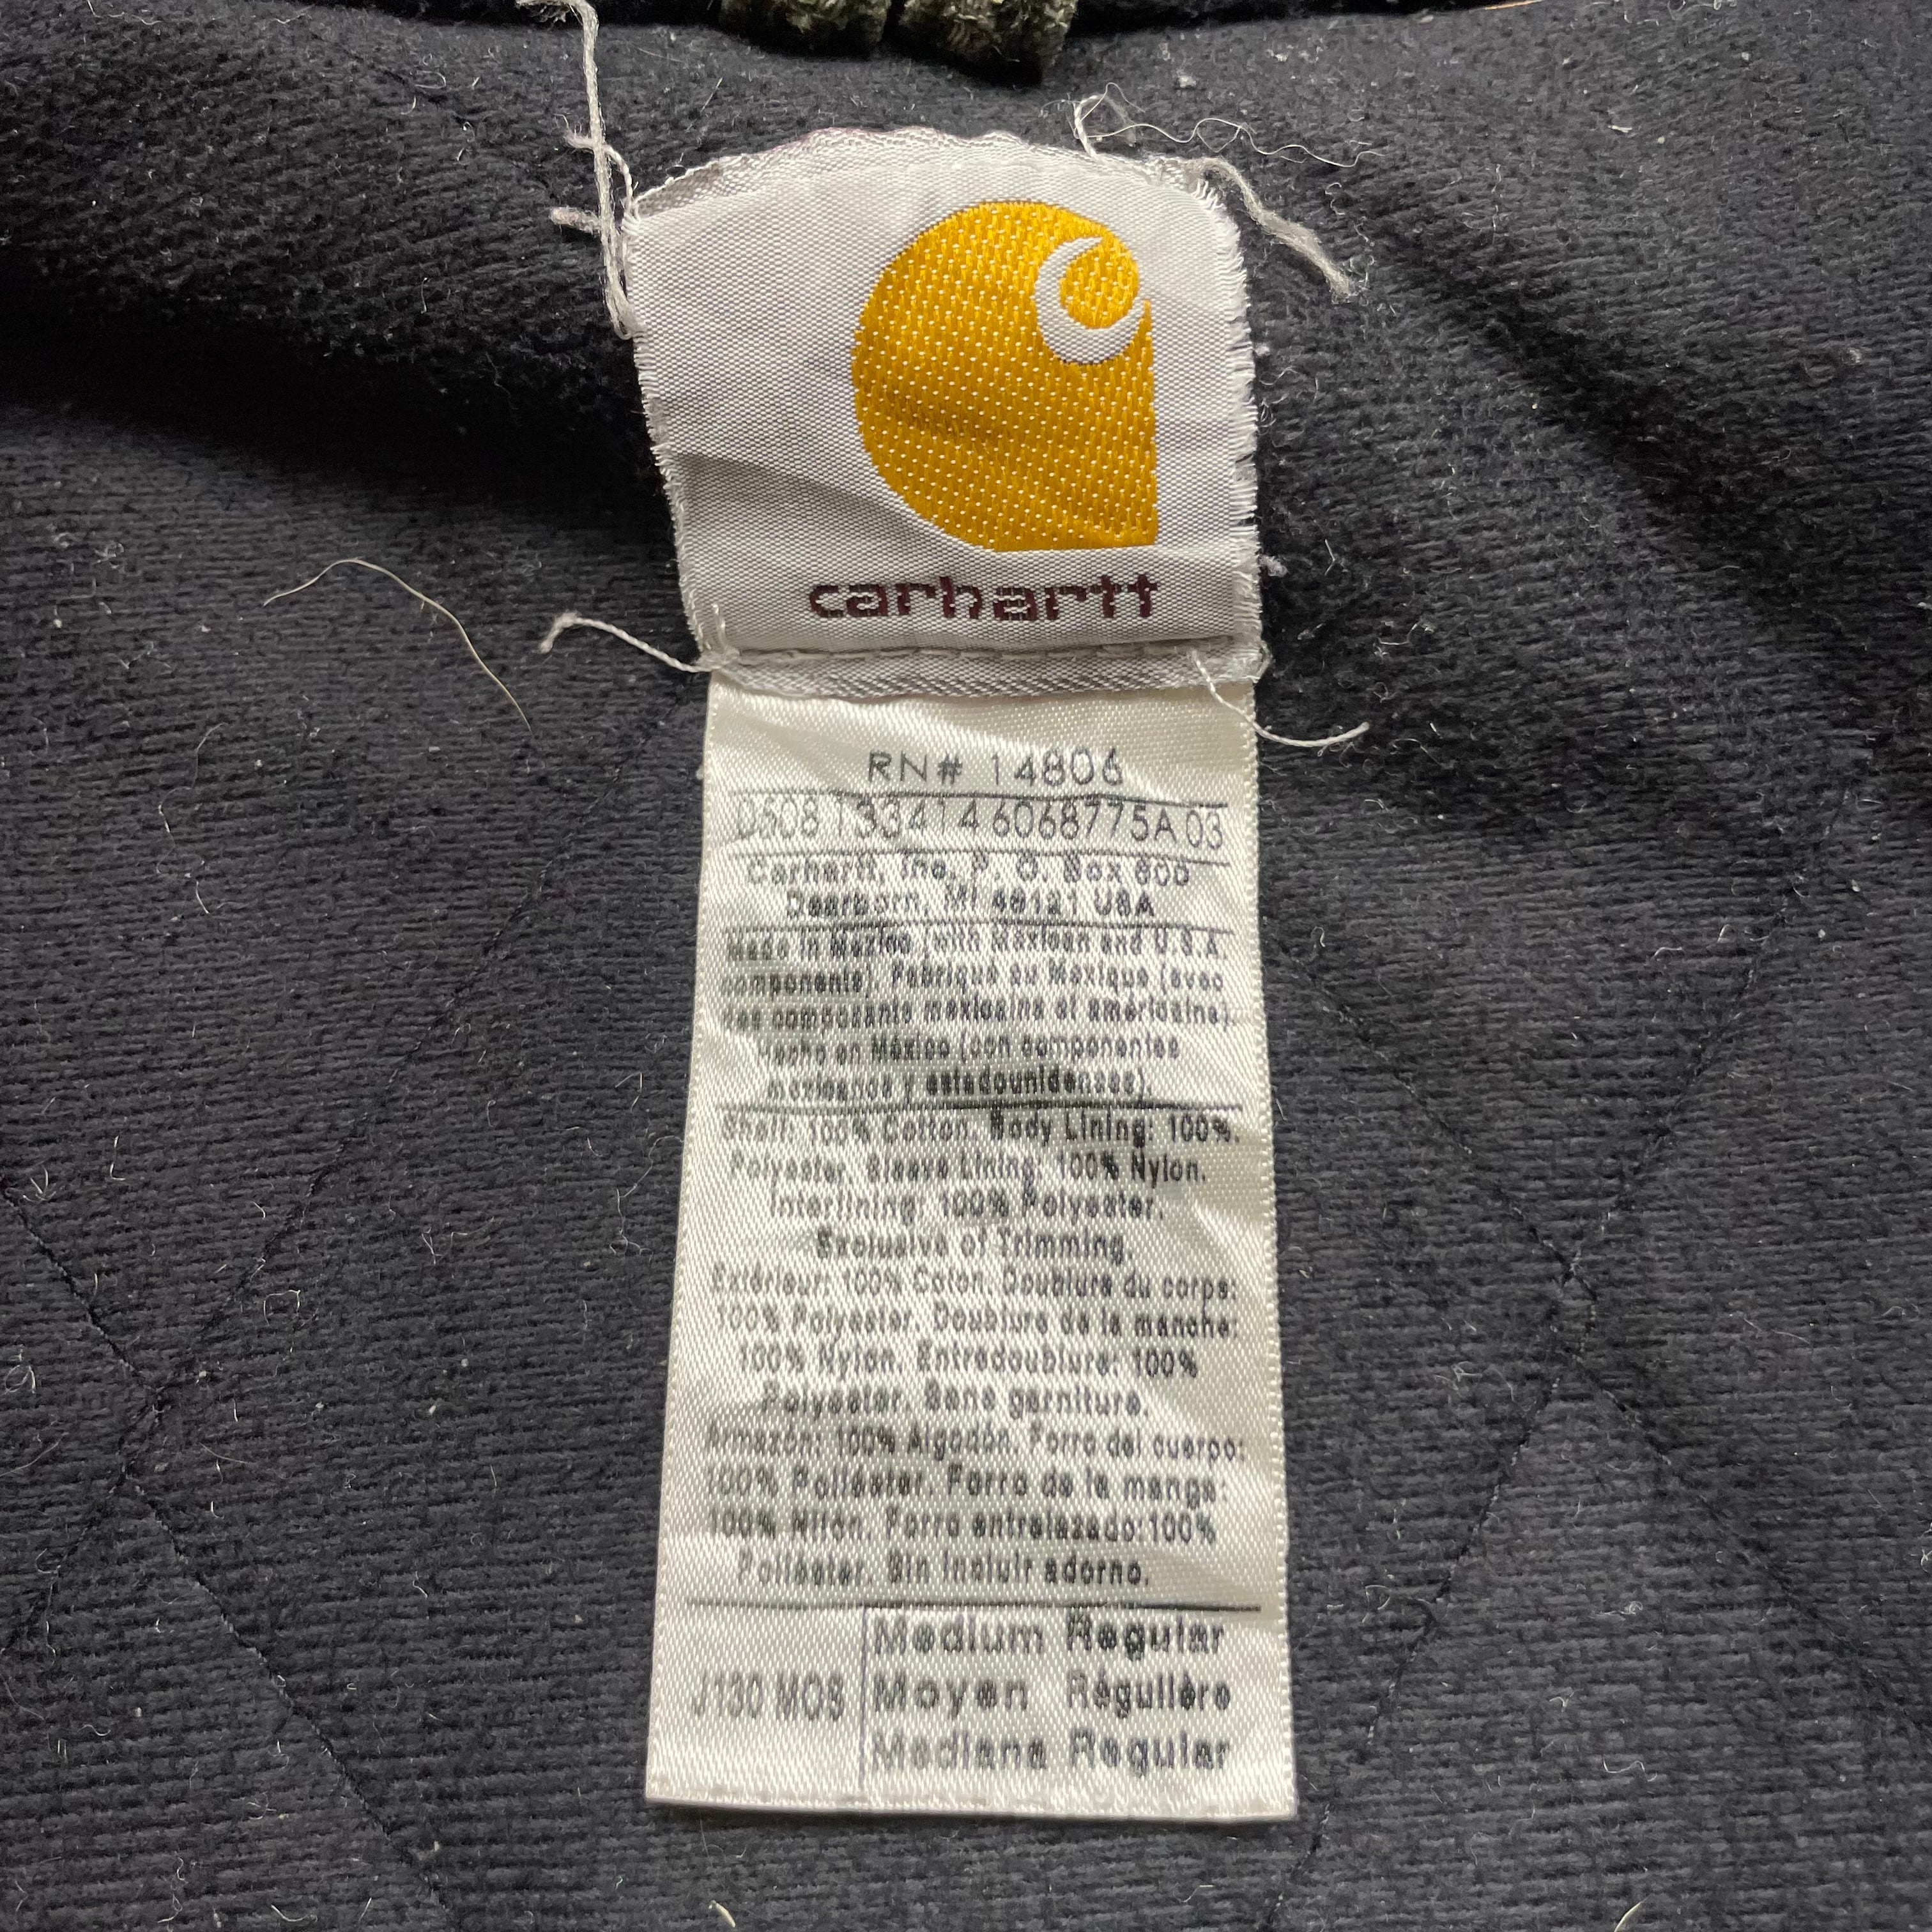 carhartt
RN# 14806
0508 133414 6068775A 03
Carhartt, Inc. P. O. Box 600
Dearborn, MI 48121 USA
Made in Mexico (with Mexican and U.S.A.
components) Fabriqué au Mexique (avec
des composants mexicains et américains).
Hecho en México (con componentes
mexicanos y estadounidenses).
Shell: 100% Cotton. Body Lining: 100%
Polyester. Sleeve Lining: 100% Nylon.
Interlining: 100% Polyester.
Exclusive of Trimming.
Extérieur: 100% Coton. Doublure du corps:
100% Polyester. Doublure de la manche:
100% Nylon. Entredoublure: 100%
Polyester. Sans garniture.
Armazón: 100% Algodón. Forro del cuerpo:
100% Poliéster. Forro de la manga:
100% Nilon. Forro entrelazado: 100%
Poliéster. Sin incluir adorno.
Medium Regular
J130 MOS Moyen Régulière
Mediana Regular